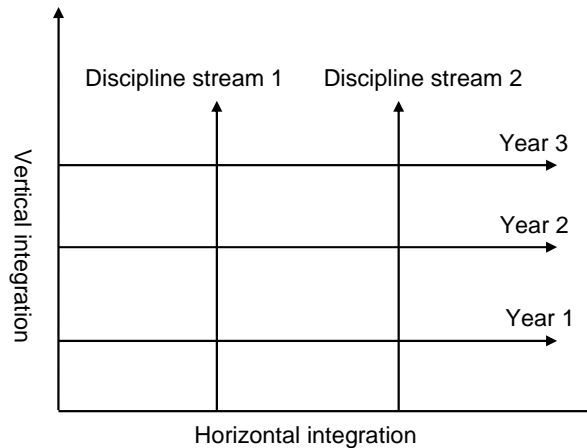 Discipline stream 1
Discipline stream 2
Year 3
Year 2
Year 1
Vertical integration
Horizontal integration